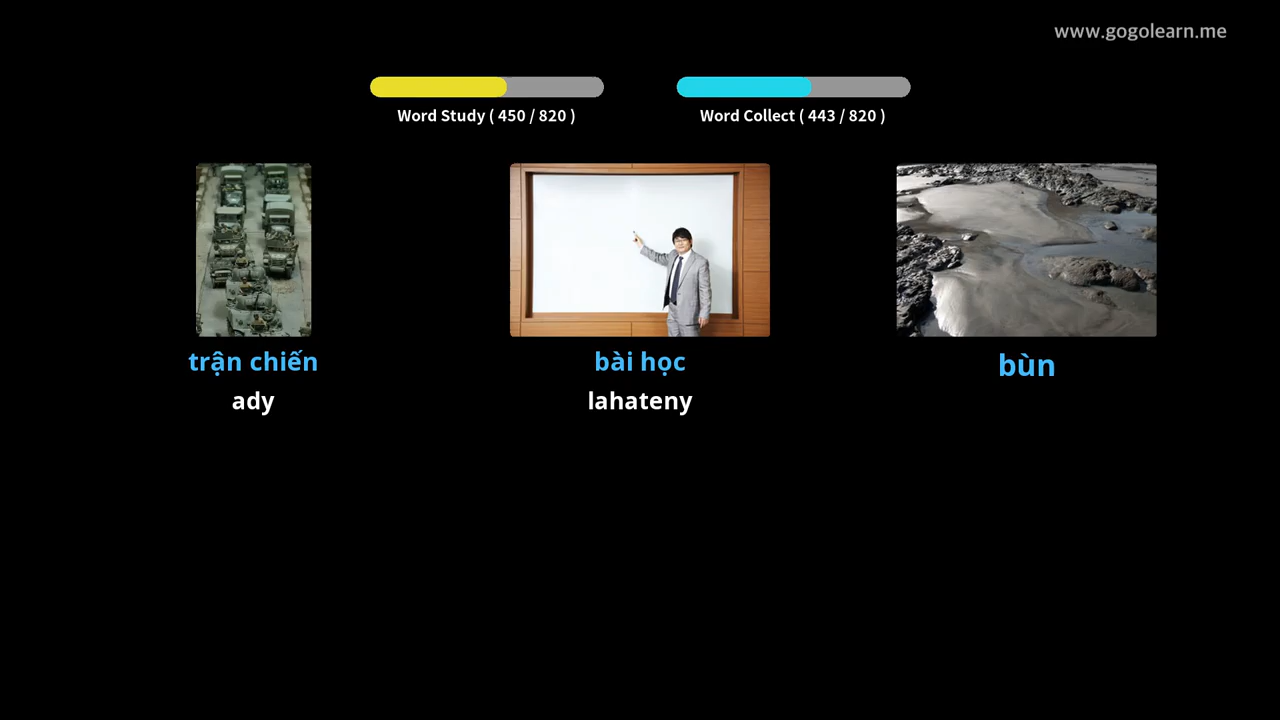 www.gogolearn.me
Word Study ( 450 / 820 )
Word Collect ( 443 / 820 )
trận chiến
bài học
bùn
ady
lahateny